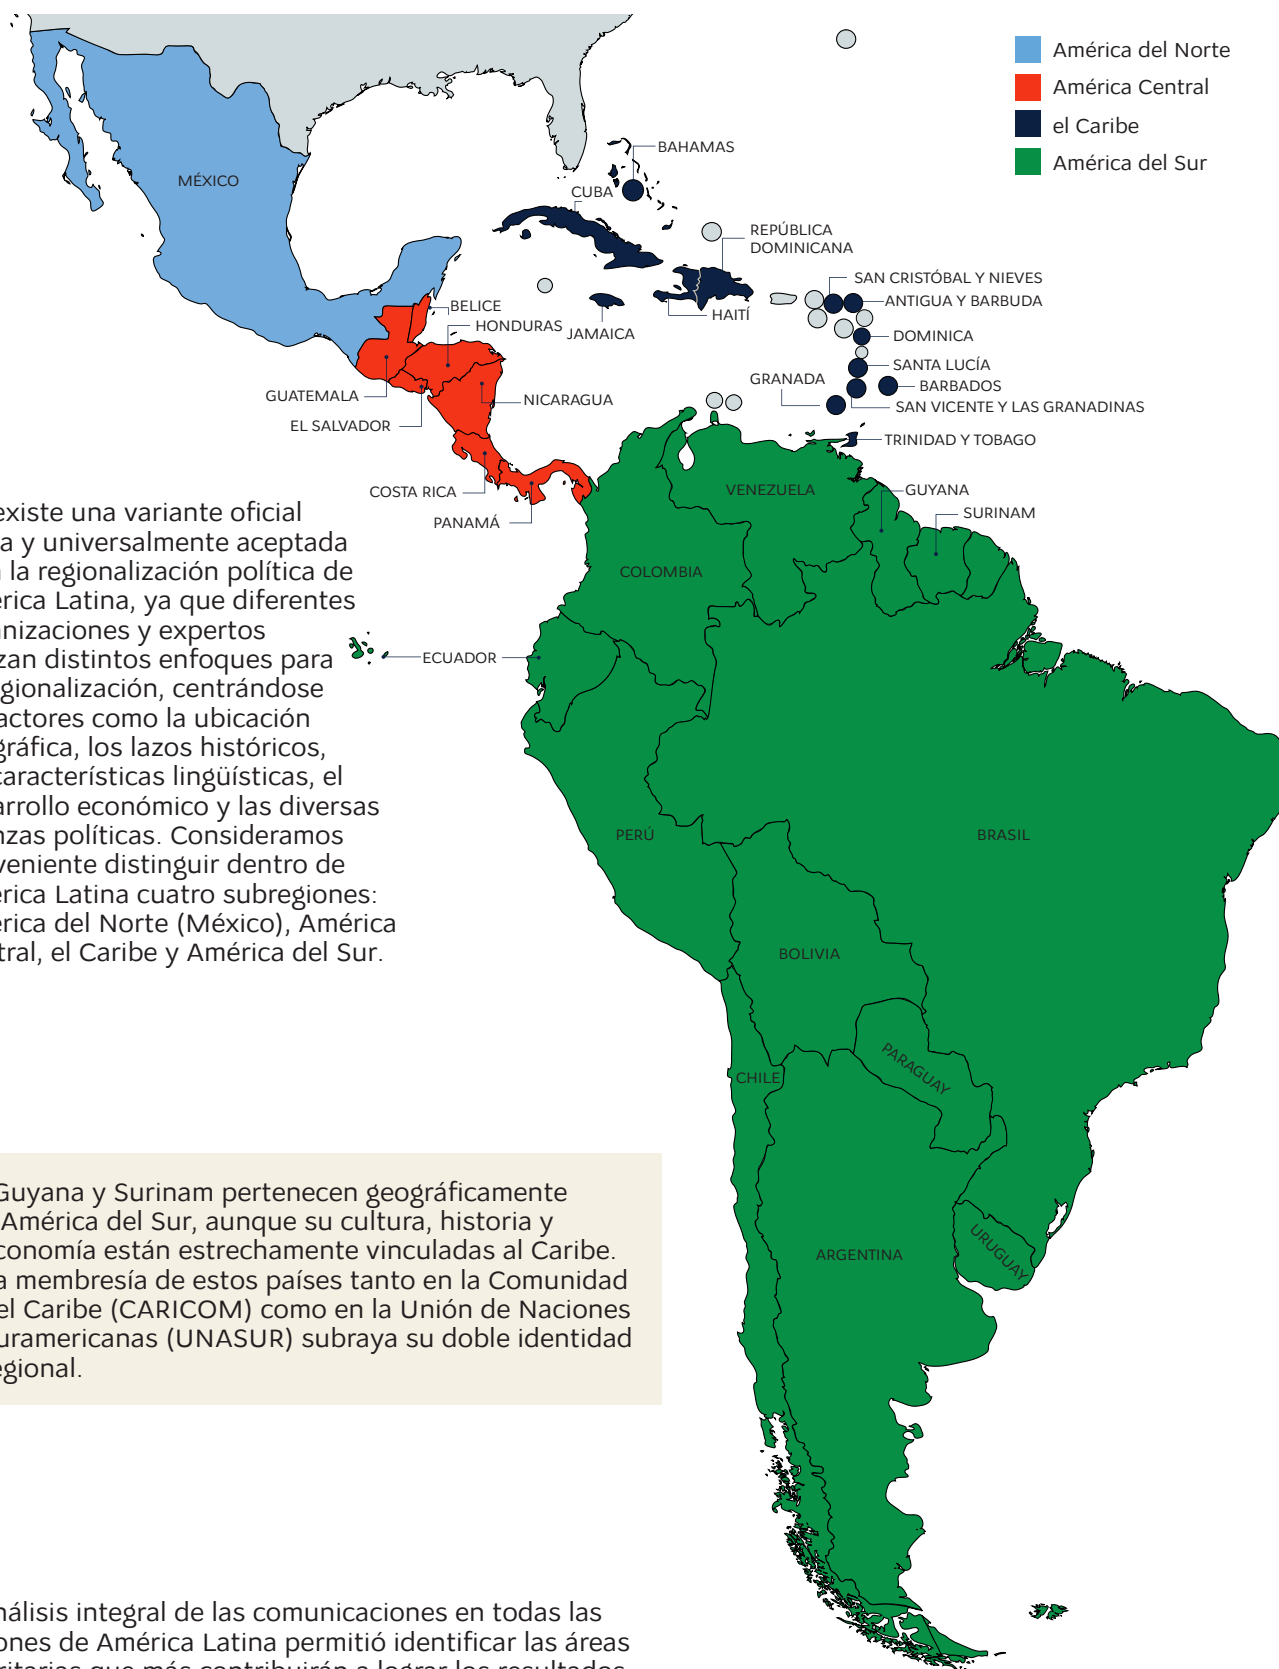 América del Norte
América Central
el Caribe
América del Sur
MÉXICO
BAHAMAS
CUBA
REPÚBLICA
DOMINICANA
SAN CRISTÓBAL Y NIEVES
ANTIGUA Y BARBUDA
BELICE
HONDURAS
JAMAICA
HAITÍ
DOMINICA
SANTA LUCÍA
GRANADA
BARBADOS
GUATEMALA
NICARAGUA
SAN VICENTE Y LAS GRANADINAS
EL SALVADOR
TRINIDAD Y TOBAGO
COSTA RICA
VENEZUELA
GUYANA
PANAMÁ
SURINAM
COLOMBIA
ECUADOR
PERÚ
BRASIL
BOLIVIA
PARAGUAY
CHILE
ARGENTINA
URUGUAY
existe una variante oficial
a y universalmente aceptada
la regionalización política de
érica Latina, ya que diferentes
anizaciones y expertos
zan distintos enfoques para
gionalización, centrándose
actores como la ubicación
gráfica, los lazos históricos,
características lingüísticas, el
arrollo económico y las diversas
nzas políticas. Consideramos
veniente distinguir dentro de
érica Latina cuatro subregiones:
érica del Norte (México), América
tral, el Caribe y América del Sur.
Guyana y Surinam pertenecen geográficamente
América del Sur, aunque su cultura, historia y
conomía están estrechamente vinculadas al Caribe.
a membresía de estos países tanto en la Comunidad
el Caribe (CARICOM) como en la Unión de Naciones
uramericanas (UNASUR) subraya su doble identidad
egional.
nálisis integral de las comunicaciones en todas las
ones de América Latina permitió identificar las áreas
ritarias que más contribuirán a lograr los resultados